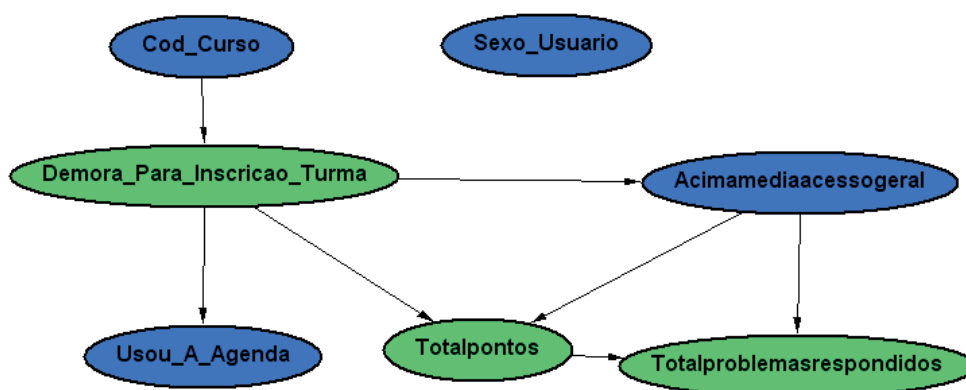 Cod_Curso
Sexo_Usuario
Demora_Para_Inscricao_Turma
Acimamediaacessogeral
Usou_A_Agenda
Totalpontos
Totalproblemasrespondidos